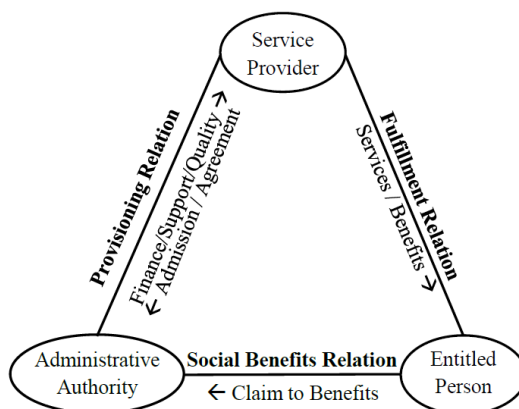 Service
Provider
Provisioning Relation
Finance/Support/Quality →
← Admission / Agreement
Fulfillment Relation
Services / Benefits →
Administrative
Authority
Social Benefits Relation
← Claim to Benefits
Entitled
Person